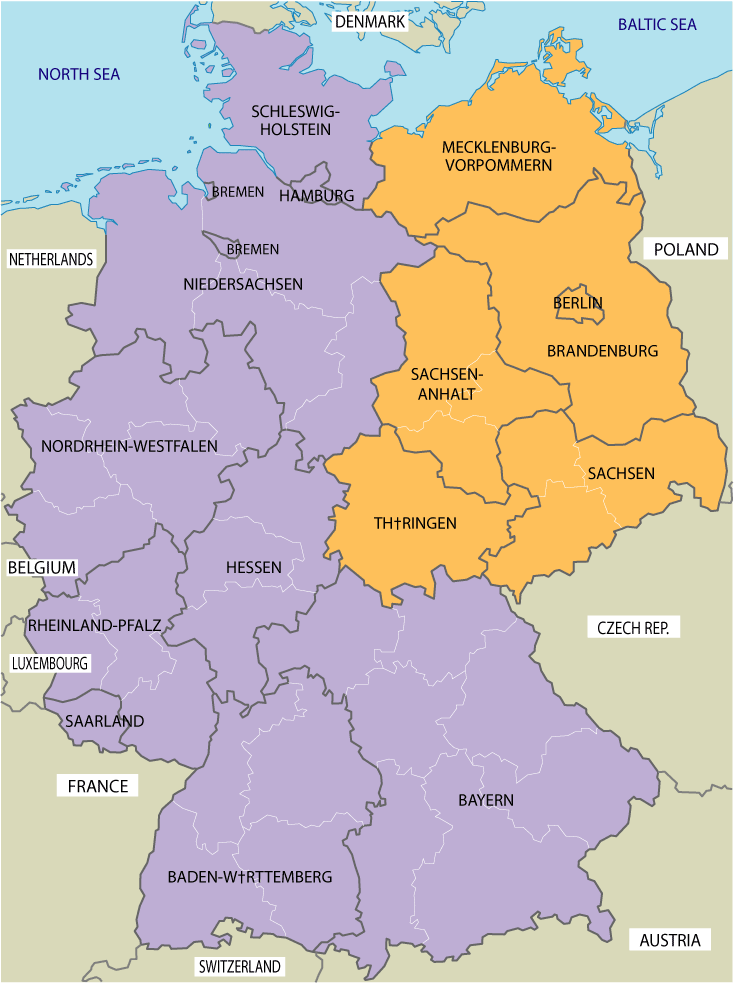 DENMARK
BALTIC SEA
NORTH SEA
SCHLESWIG-
HOLSTEIN
MECKLENBURG-
VORPOMMERN
BREMEN
HAMBURG
BREMEN
NETHERLANDS
POLAND
NIEDERSACHSEN
BERLIN
BRANDENBURG
SACHSEN-
ANHALT
NORDRHEIN-WESTFALEN
SACHSEN
TH†RINGEN
BELGIUM
HESSEN
RHEINLAND-PFALZ
CZECH REP.
LUXEMBOURG
SAARLAND
FRANCE
BAYERN
BADEN-W†RTTEMBERG
AUSTRIA
SWITZERLAND